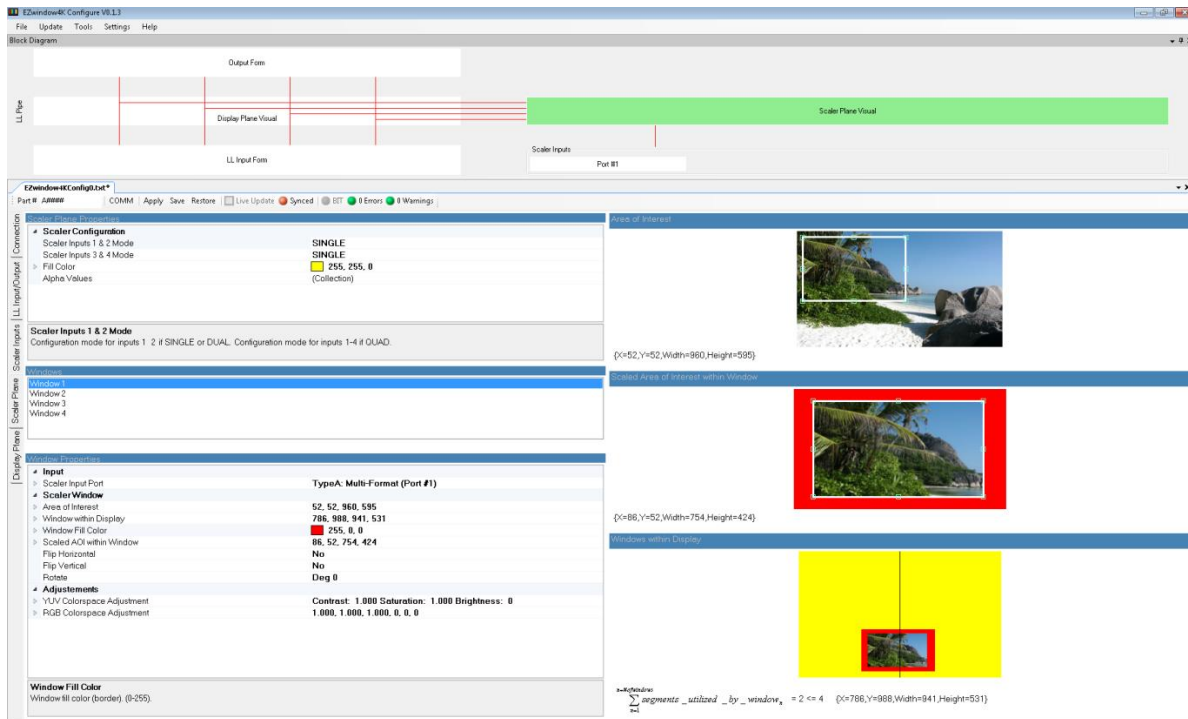 EZwindow4K Configure V0.1.3
File Update Tools Settings Help
Block Diagram
Output Form
LL Pipe
Display Plane Visual
Scaler Plane Visual
LL Input Form
Scaler Inputs
Port #1
EZwindow4KConfig0.txt*
Part # A#### COMM Apply Save Restore Live Update Synced BIT 0 Errors 0 Warnings
Connection
LL Input/Output
Scaler Inputs
Scaler Plane
Display Plane
Scaler Plane Properties
Scaler Configuration
Scaler Inputs 1 & 2 Mode SINGLE
Scaler Inputs 3 & 4 Mode SINGLE
Fill Color 255, 255, 0
Alpha Values (Collection)
Scaler Inputs 1 & 2 Mode
Configuration mode for inputs 1 2 if SINGLE or DUAL. Configuration mode for inputs 1-4 if QUAD.
Windows
Window 1
Window 2
Window 3
Window 4
Window Properties
Input
Scaler Input Port TypeA: Multi-Format (Port #1)
Scaler Window
Area of Interest 52, 52, 960, 595
Window within Display 786, 988, 941, 531
Window Fill Color 255, 0, 0
Scaled AOI within Window 86, 52, 754, 424
Flip Horizontal No
Flip Vertical No
Rotate Deg 0
Adjustements
YUV Colorspace Adjustment Contrast: 1.000 Saturation: 1.000 Brightness: 0
RGB Colorspace Adjustment 1.000, 1.000, 1.000, 0, 0, 0
Window Fill Color
Window fill color (border). (0-255).
Area of Interest
{X=52,Y=52,Width=960,Height=595}
Scaled Area of Interest within Window
{X=86,Y=52,Width=754,Height=424}
Windows within Display
n=#ofwindows
∑ segments _ utilized _ by _ window n = 2 <= 4 {X=786,Y=988,Width=941,Height=531}
n=1